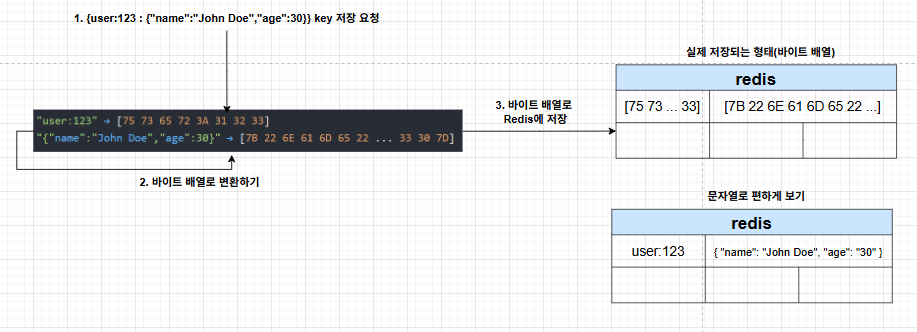 1. {user:123 : {"name":"John Doe","age":30}} key 저장 요청
"user:123" → [75 73 65 72 3A 31 32 33]
"{"name":"John Doe","age":30}" → [7B 22 6E 61 6D 65 22 ... 33 30 7D]
2. 바이트 배열로 변환하기
3. 바이트 배열로
Redis에 저장
실제 저장되는 형태(바이트 배열)
redis
[75 73 ... 33] [7B 22 6E 61 6D 65 22 ...]
문자열로 편하게 보기
redis
user:123 { "name": "John Doe", "age": "30" }